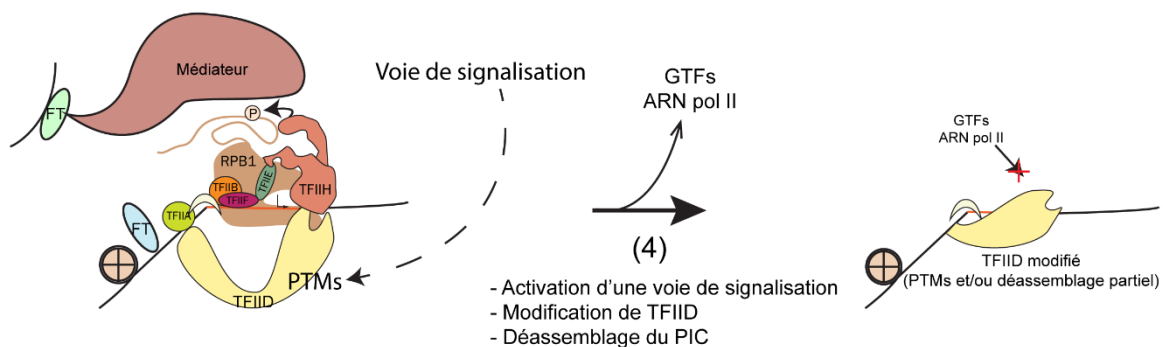 Médiateur
FT
P
RPB1
TFIIE
TFIIB
TFIIF
TFIIH
TFIIA
FT
TFIID
PTMs
Voie de signalisation
GTFs
ARN pol II
(4)
- Activation d'une voie de signalisation
- Modification de TFIID
- Déassemblage du PIC
GTFs
ARN pol II
TFIID modifié
(PTMs et/ou déassemblage partiel)